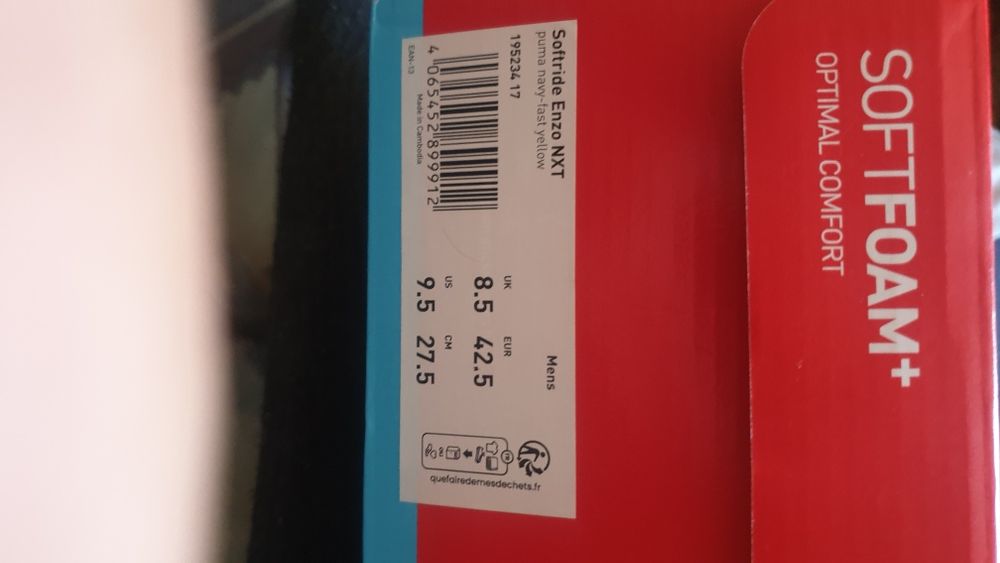 Softride Enzo NXT
puma navy-fast yellow
195234 17
4 065452 899912
EAN-13
Made in Cambodia
Mens
UK
8.5
EUR
42.5
US
9.5
CM
27.5
FR
quefairedemesdechets.fr
SOFTFOAM+
OPTIMAL COMFORT